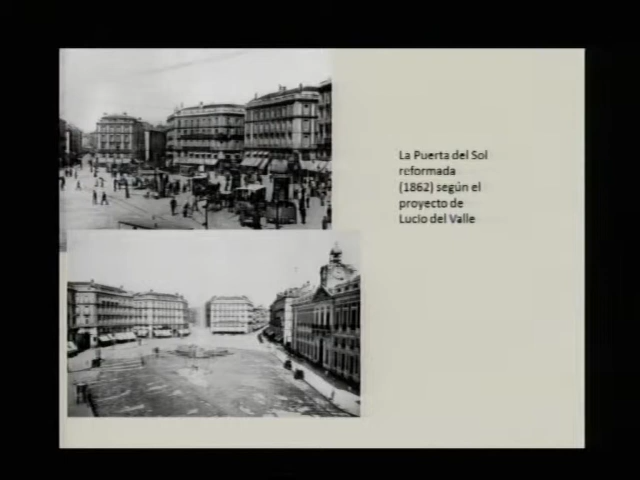 La Puerta del Sol
reformada
(1862) según el
proyecto de
Lucio del Valle